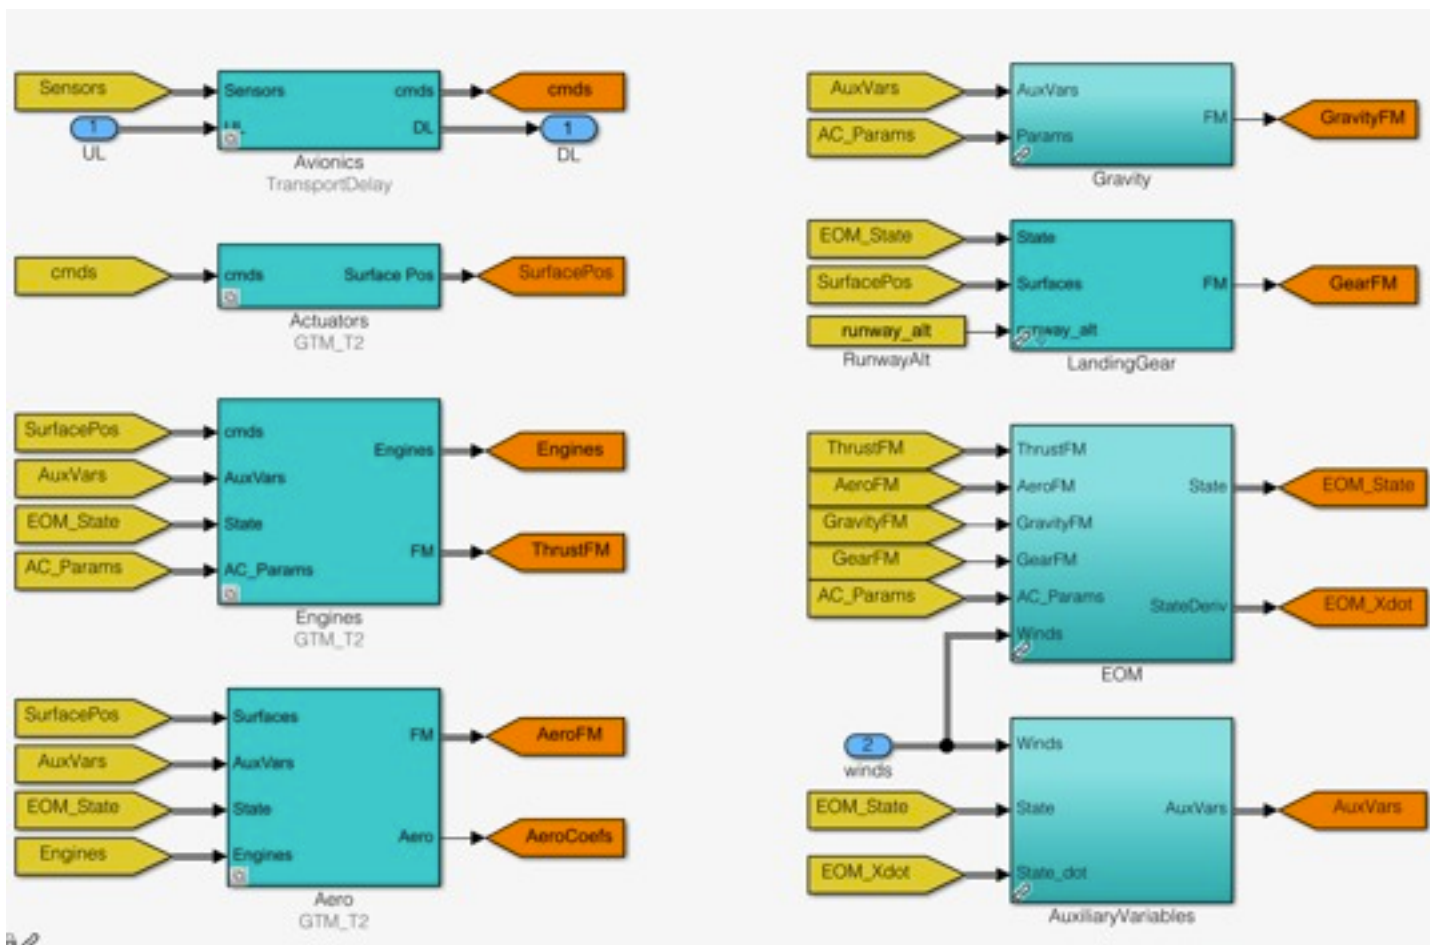 Sensors
Sensors
cmds
cmds
1
UL
DL
1
UL
DL
Avionics
TransportDelay
cmds
cmds
Surface Pos
SurfacePos
Actuators
GTM_T2
SurfacePos
cmds
Engines
Engines
AuxVars
AuxVars
EOM_State
State
FM
ThrustFM
AC_Params
AC_Params
Engines
GTM_T2
SurfacePos
Surfaces
FM
AeroFM
AuxVars
AuxVars
EOM_State
State
Aero
AeroCoefs
Engines
Engines
Aero
GTM_T2
AuxVars
AuxVars
FM
GravityFM
AC_Params
Params
Gravity
EOM_State
State
SurfacePos
Surfaces
FM
GearFM
runway_alt
runway_alt
RunwayAlt
LandingGear
ThrustFM
ThrustFM
AeroFM
AeroFM
State
EOM_State
GravityFM
GravityFM
GearFM
GearFM
AC_Params
AC_Params
StateDeriv
EOM_Xdot
Winds
EOM
2
winds
Winds
EOM_State
State
AuxVars
AuxVars
EOM_Xdot
State_dot
AuxiliaryVariables